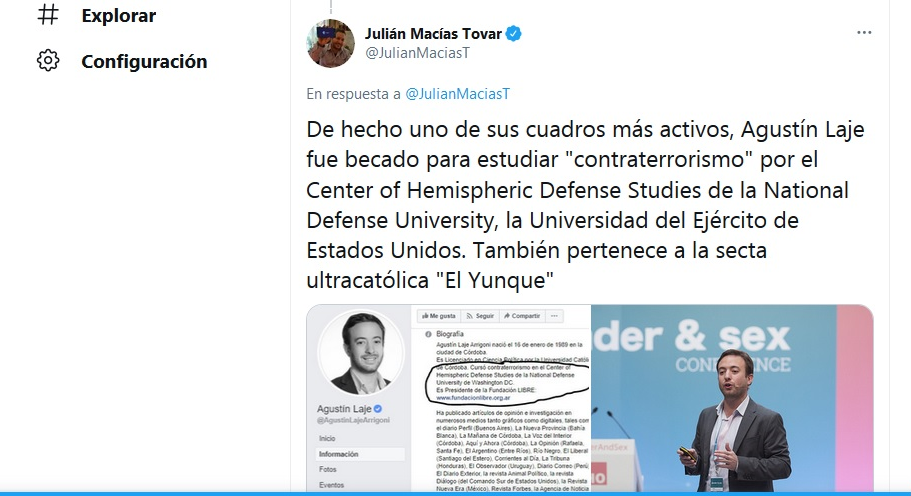 Explorar
Configuración
Julián Macías Tovar
@JulianMaciasT
En respuesta a @JulianMaciasT
De hecho uno de sus cuadros más activos, Agustín Laje
fue becado para estudiar "contraterrorismo" por el
Center of Hemispheric Defense Studies de la National
Defense University, la Universidad del Ejército de
Estados Unidos. También pertenece a la secta
ultracatólica "El Yunque"
Me gusta Seguir Compartir
Biografía
Agustín Laje Arrigoni nació el 16 de enero de 1989 en la
ciudad de Córdoba.
Es Licenciado en Ciencia Política por la Universidad Católi
de Córdoba. Cursó contraterrorismo en el Center of
Hemispheric Defense Studies de la National Defense
University de Washington DC.
Es Presidente de la Fundación LIBRE:
www.fundacionlibre.org.ar
Ha publicado artículos de opinión e investigación en
numerosos medios tanto gráficos como digitales, tales com
el diario Perfil (Buenos Aires), La Nueva Provincia (Bahía
Blanca), La Mañana de Córdoba, La Voz del Interior
(Córdoba), Aquí y Ahora (Córdoba), La Opinión (Rafaela,
Santa Fe), El Argentino (Entre Ríos), Río Negro, El Liberal
(Santiago del Estero), Corrientes al Día, La Tribuna
(Honduras), El Observador (Uruguay), Diario Correo (Perú
El Diario Exterior, la revista Animal Político, la revista
Diálogo (del Comando Sur de Estados Unidos), la Revista
Nueva Era (México), Revista Forbes, la Agencia de Noticia
Agustín Laje
@AgustinLajeArrigoni
Inicio
Información
Fotos
Eventos
der & sex
CONFERENCE
erAndSex